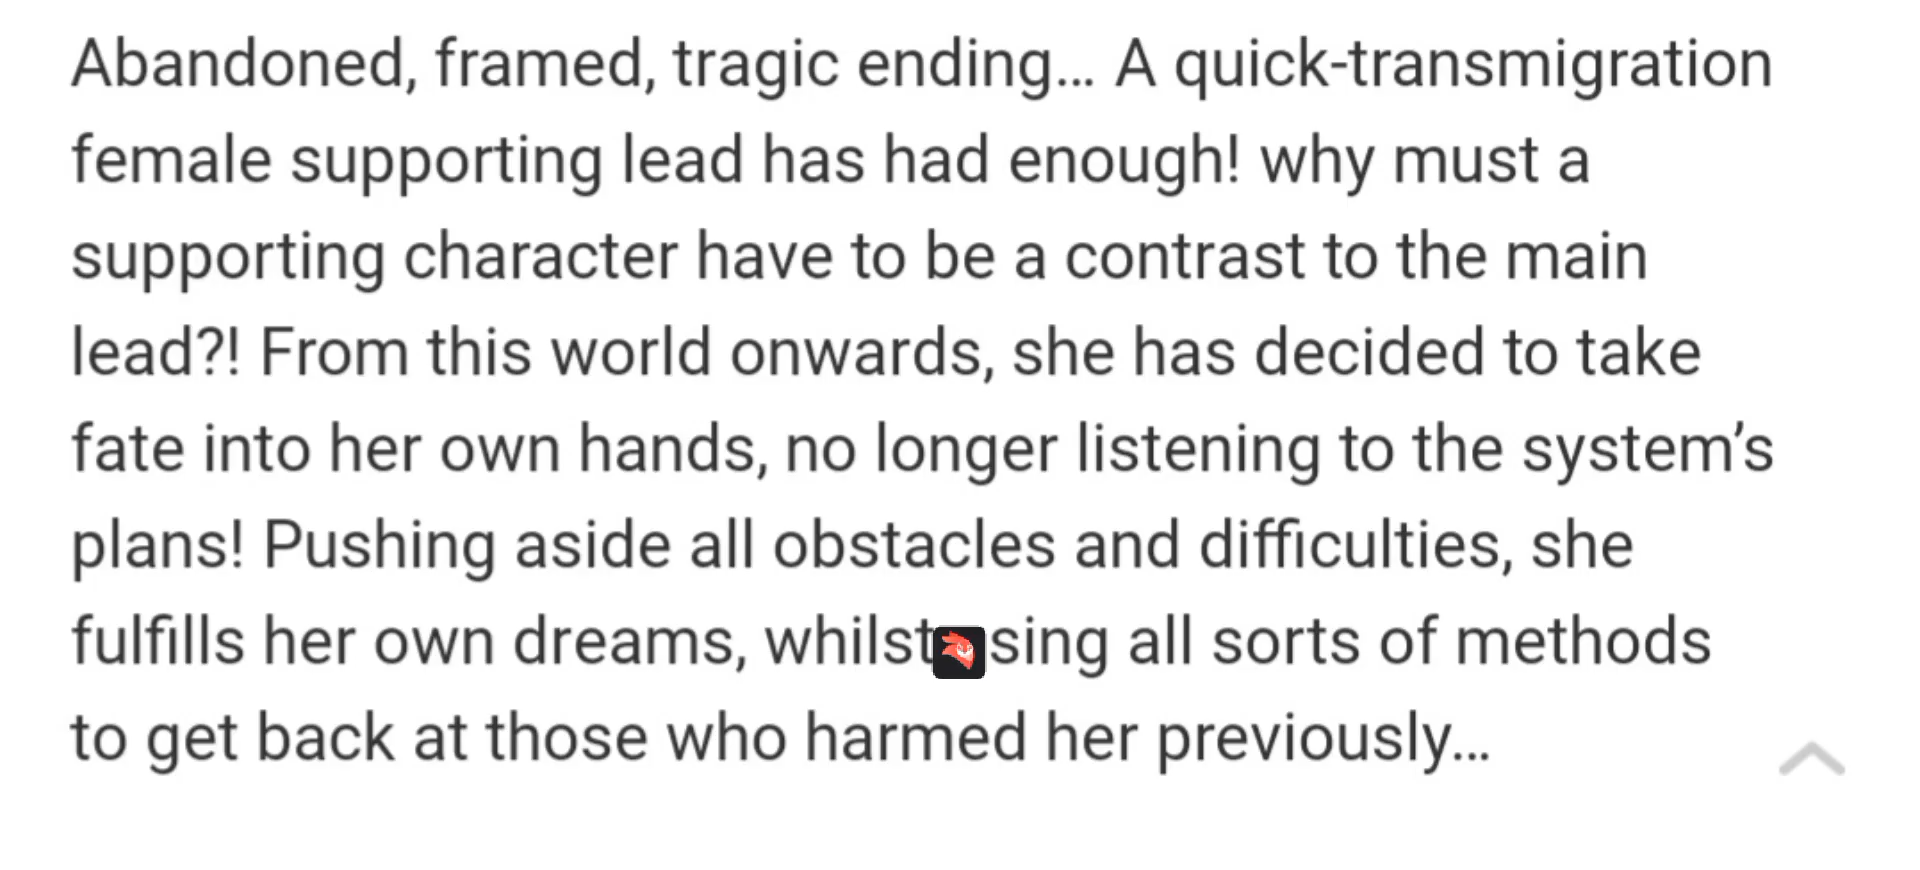 Abandoned, framed, tragic ending... A quick-transmigration
female supporting lead has had enough! why must a
supporting character have to be a contrast to the main
lead?! From this world onwards, she has decided to take
fate into her own hands, no longer listening to the system’s
plans! Pushing aside all obstacles and difficulties, she
fulfills her own dreams, whilst sing all sorts of methods
to get back at those who harmed her previously...